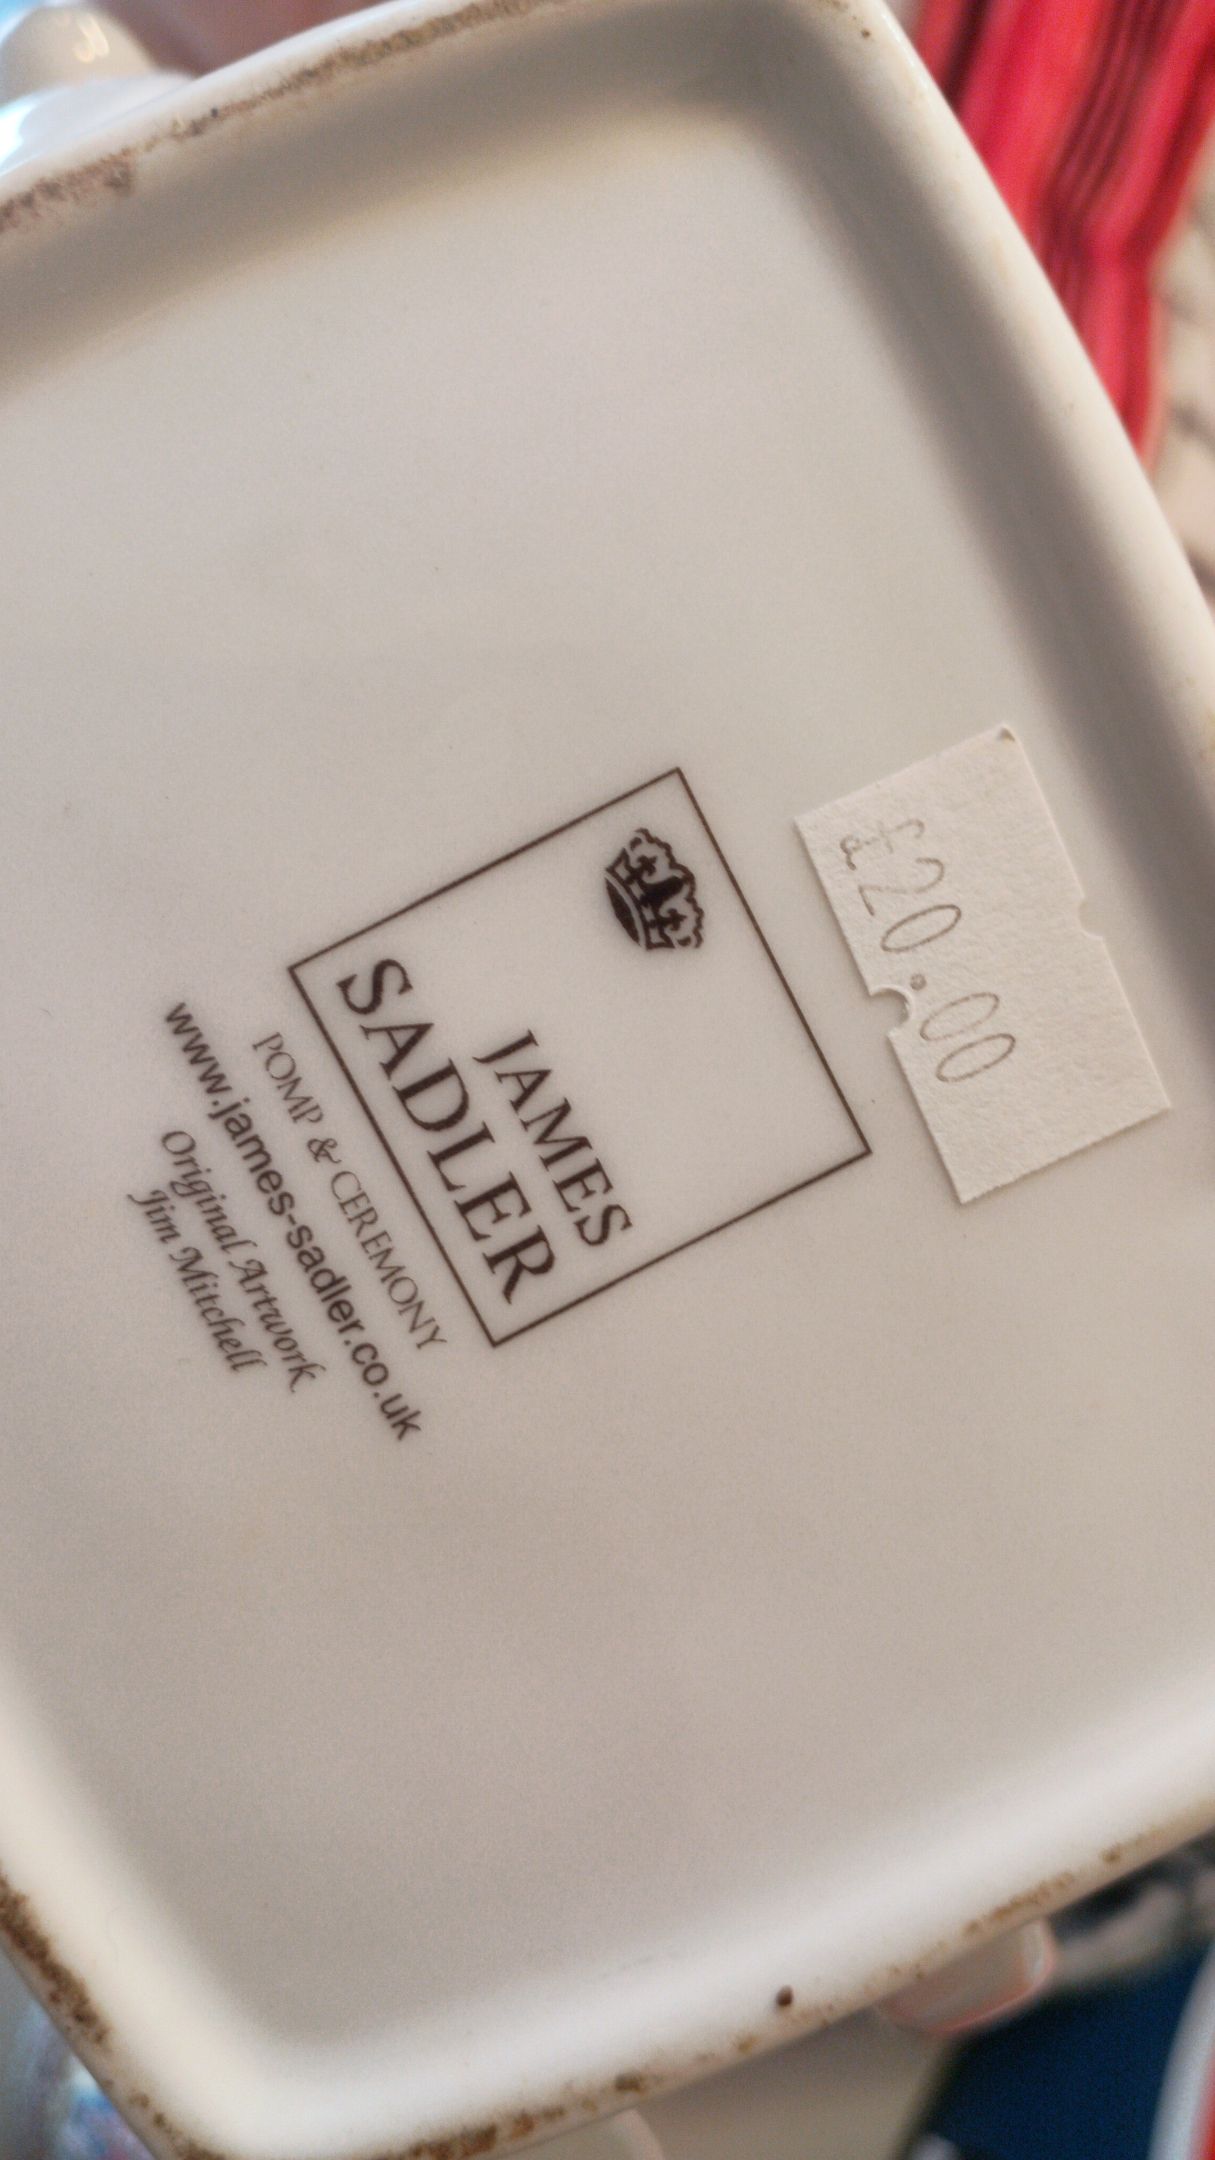 £20.00
JAMES
SADLER
POMP & CEREMONY
www.james-sadler.co.uk
Original Artwork
Jim Mitchell